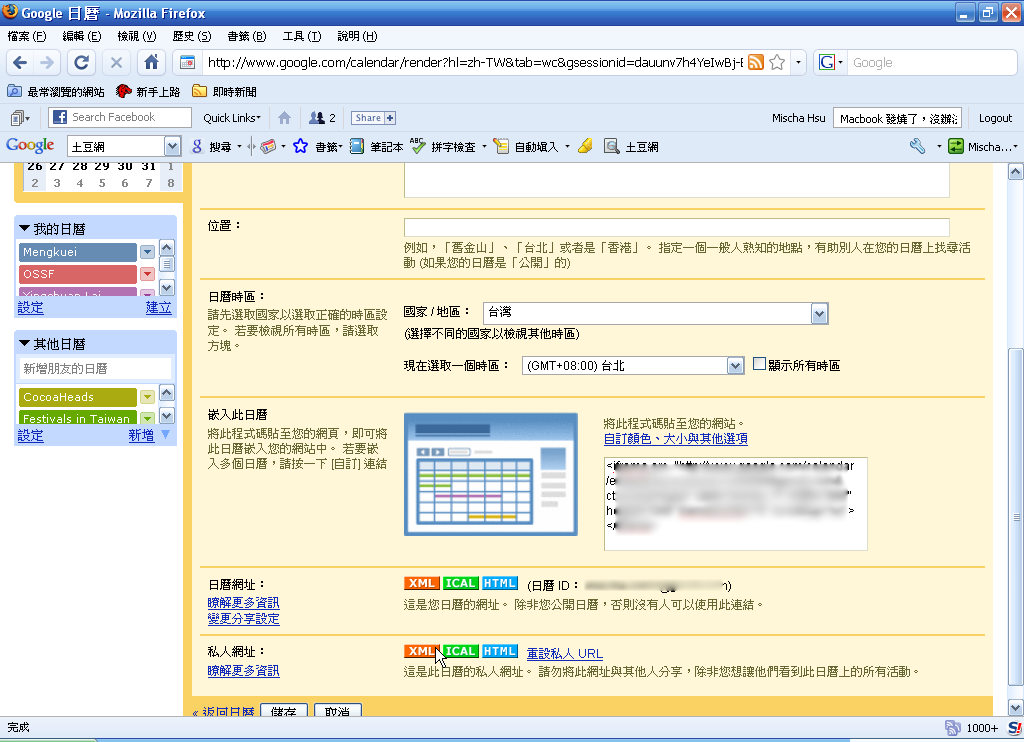 Google 日曆 - Mozilla Firefox
檔案 (F) 編輯 (E) 檢視 (V) 歷史 (S) 書籤 (B) 工具 (T) 說明 (H)
http://www.google.com/calendar/render?hl=zh-TW&tab=wc&gsessionid=dauunv7h4YeIwBj-f
G Google
最常瀏覽的網站 新手上路 即時新聞
Search Facebook Quick Links 2 Share + Mischa Hsu Macbook 發燒了,沒辦法 Logout
Google 土豆網 搜尋 書籤 筆記本 拼字檢查 自動填入 土豆網 Mischa...
26 27 28 29 30 31 1
2 3 4 5 6 7 8
我的日曆
Mengkuei
OSSF
Yingchuan Lai
設定 建立
其他日曆
新增朋友的日曆
CocoaHeads
Festivals in Taiwan
設定 新增
位置:
例如,「舊金山」、「台北」或者是「香港」。 指定一個一般人熟知的地點,有助別人在您的日曆上找尋活
動 (如果您的日曆是「公開」的)
日曆時區:
請先選取國家以選取正確的時區設
定。 若要檢視所有時區,請選取
方塊。
國家 / 地區: 台灣
(選擇不同的國家以檢視其他時區)
現在選取一個時區: (GMT+08:00) 台北 顯示所有時區
嵌入此日曆
將此程式碼貼至您的網頁,即可將
此日曆嵌入您的網站中。 若要嵌
入多個日曆,請按一下 [自訂] 連結
將此程式碼貼至您的網站。
自訂顏色、大小與其他選項
日曆網址:
瞭解更多資訊
變更分享設定
XML ICAL HTML (日曆 ID:
這是您日曆的網址。 除非您公開日曆,否則沒有人可以使用此連結。
私人網址:
瞭解更多資訊
XML ICAL HTML 重設私人 URL
這是此日曆的私人網址。 請勿將此網址與其他人分享,除非您想讓他們看到此日曆上的所有活動。
« 返回日曆 儲存 取消
完成 1000+